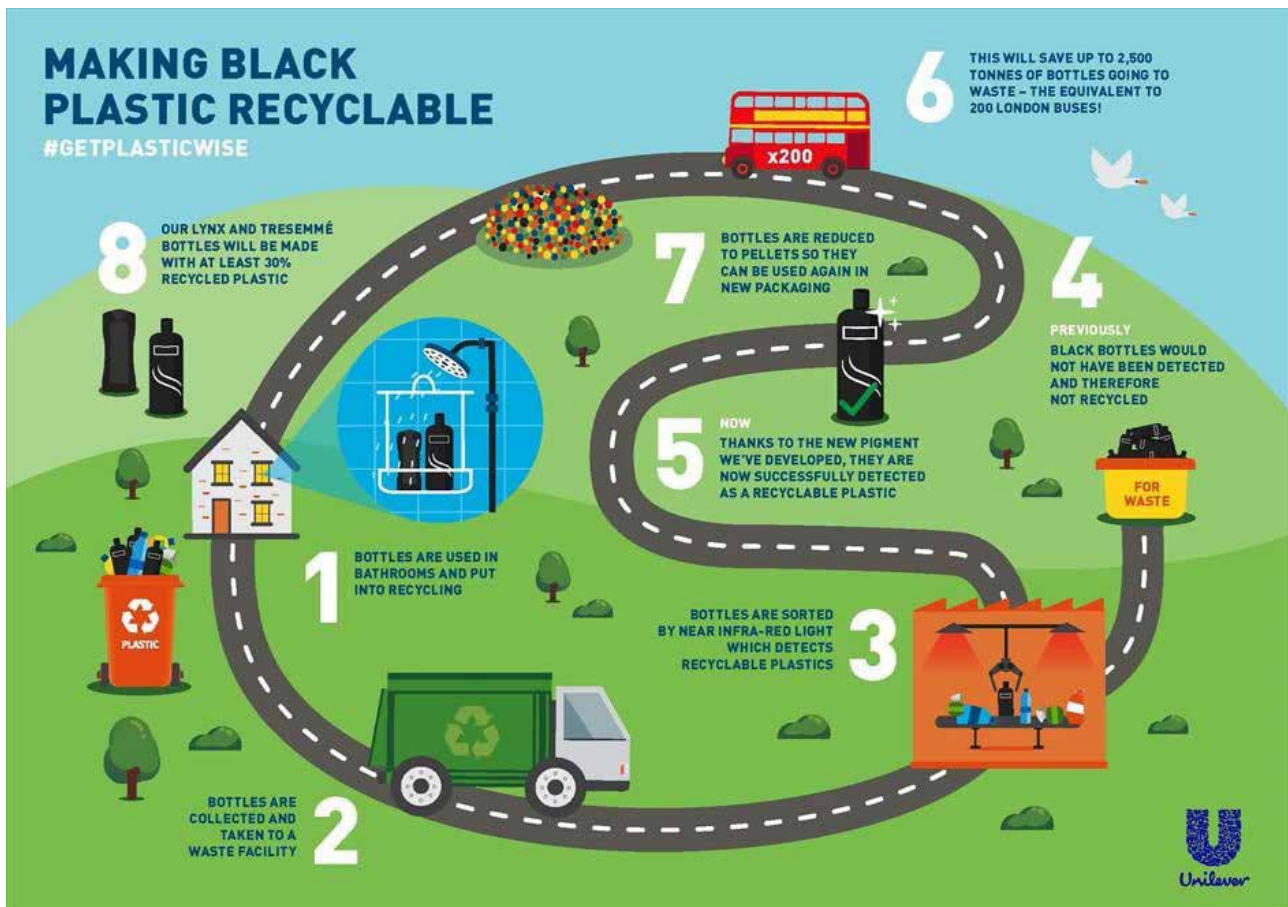 MAKING BLACK
PLASTIC RECYCLABLE
#GETPLASTICWISE
1
BOTTLES ARE USED IN
BATHROOMS AND PUT
INTO RECYCLING
PLASTIC
2
BOTTLES ARE
COLLECTED AND
TAKEN TO A
WASTE FACILITY
3
BOTTLES ARE SORTED
BY NEAR INFRA-RED LIGHT
WHICH DETECTS
RECYCLABLE PLASTICS
4
PREVIOUSLY
BLACK BOTTLES WOULD
NOT HAVE BEEN DETECTED
AND THEREFORE
NOT RECYCLED
FOR
WASTE
5
NOW
THANKS TO THE NEW PIGMENT
WE'VE DEVELOPED, THEY ARE
NOW SUCCESSFULLY DETECTED
AS A RECYCLABLE PLASTIC
6
THIS WILL SAVE UP TO 2,500
TONNES OF BOTTLES GOING TO
WASTE – THE EQUIVALENT TO
200 LONDON BUSES!
x200
7
BOTTLES ARE REDUCED
TO PELLETS SO THEY
CAN BE USED AGAIN IN
NEW PACKAGING
8
OUR LYNX AND TRESEMMÉ
BOTTLES WILL BE MADE
WITH AT LEAST 30%
RECYCLED PLASTIC
Unilever